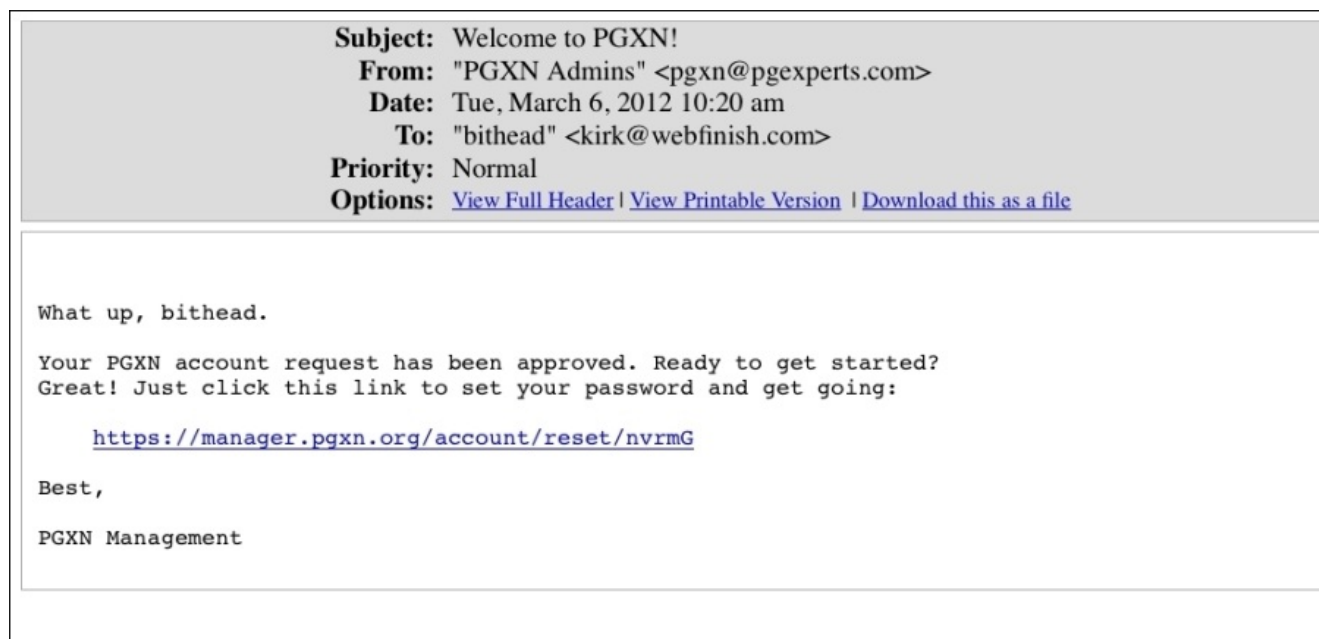 Subject: Welcome to PGXN!
From: "PGXN Admins" <pgxn@pgexperts.com>
Date: Tue, March 6, 2012 10:20 am
To: "bithead" <kirk@webfinish.com>
Priority: Normal
Options: View Full Header | View Printable Version | Download this as a file
What up, bithead.
Your PGXN account request has been approved. Ready to get started?
Great! Just click this link to set your password and get going:
https://manager.pgxn.org/account/reset/nvrmG
Best,
PGXN Management